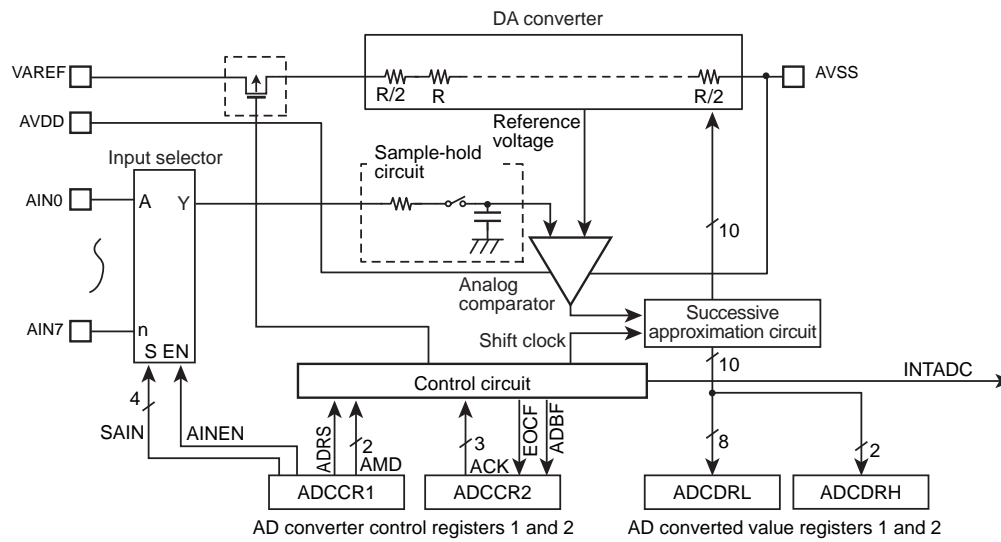 DA converter
VAREF
AVSS
R/2
R
R/2
AVDD
Reference
voltage
Sample-hold
circuit
Input selector
AIN0
A
Y
10
Analog
comparator
AIN7
n
S EN
Successive
approximation circuit
Shift clock
10
INTADC
Control circuit
4
SAIN
AINEN
ADRS
2
AMD
3
ACK
EOCF
ADBF
8
2
ADCCR1
ADCCR2
ADCDRL
ADCDRH
AD converter control registers 1 and 2
AD converted value registers 1 and 2